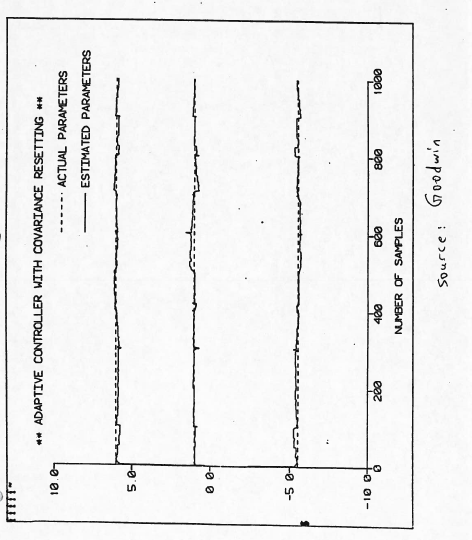 ** ADAPTIVE CONTROLLER WITH COVARIANCE RESETTING **
----- ACTUAL PARAMETERS
——— ESTIMATED PARAMETERS
10.0
5.0
0.0
-5.0
-10.0
0 200 400 600 800 1000
NUMBER OF SAMPLES
Source: Goodwin